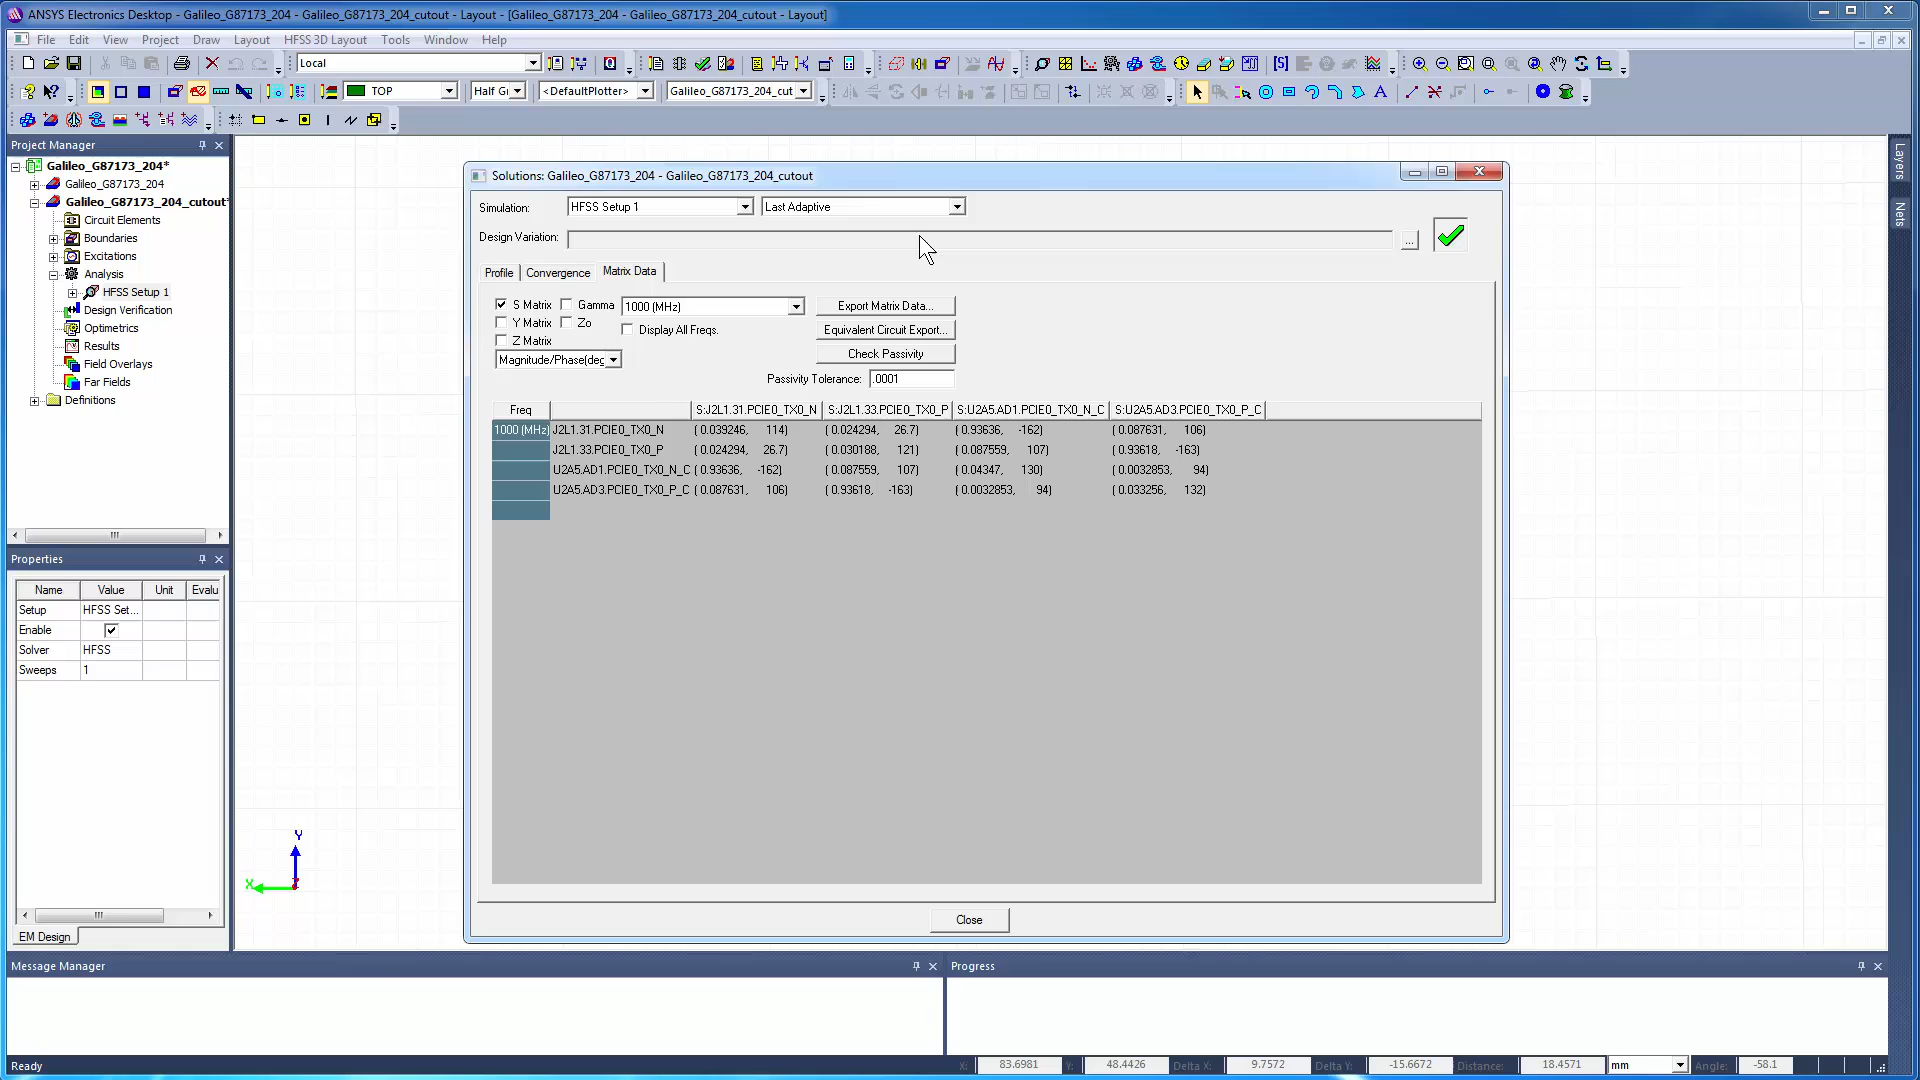 ANSYS Electronics Desktop - Galileo_G87173_204 - Galileo_G87173_204_cutout - Layout - [Galileo_G87173_204 - Galileo_G87173_204_cutout - Layout]
File Edit View Project Draw Layout HFSS 3D Layout Tools Window Help
Local
TOP Half Gr <DefaultPlotter> Galileo_G87173_204_cut
Project Manager
Galileo_G87173_204*
Galileo_G87173_204
Galileo_G87173_204_cutout*
Circuit Elements
Boundaries
Excitations
Analysis
HFSS Setup 1
Design Verification
Optimetrics
Results
Field Overlays
Far Fields
Definitions
Properties
Name Value Unit Evalu
Setup HFSS Set...
Enable
Solver HFSS
Sweeps 1
EM Design
Solutions: Galileo_G87173_204 - Galileo_G87173_204_cutout
Simulation: HFSS Setup 1 Last Adaptive
Design Variation: ...
Profile Convergence Matrix Data
S Matrix Gamma 1000 (MHz) Export Matrix Data...
Y Matrix Zo Display All Freqs. Equivalent Circuit Export...
Z Matrix Check Passivity
Magnitude/Phase(deg
Passivity Tolerance: .0001
Freq S:J2L1.31.PCIE0_TX0_N S:J2L1.33.PCIE0_TX0_P S:U2A5.AD1.PCIE0_TX0_N_C S:U2A5.AD3.PCIE0_TX0_P_C
1000 (MHz) J2L1.31.PCIE0_TX0_N ( 0.039246, 114) ( 0.024294, 26.7) ( 0.93636, -162) ( 0.087631, 106)
J2L1.33.PCIE0_TX0_P ( 0.024294, 26.7) ( 0.030188, 121) ( 0.087559, 107) ( 0.93618, -163)
U2A5.AD1.PCIE0_TX0_N_C ( 0.93636, -162) ( 0.087559, 107) ( 0.04347, 130) ( 0.0032853, 94)
U2A5.AD3.PCIE0_TX0_P_C ( 0.087631, 106) ( 0.93618, -163) ( 0.0032853, 94) ( 0.033256, 132)
Close
Layers
Nets
Y
X
Z
Message Manager
Progress
Ready X: 83.6981 Y: 48.4426 Delta X: 9.7572 Delta Y: -15.6672 Distance: 18.4571 mm Angle: -58.1